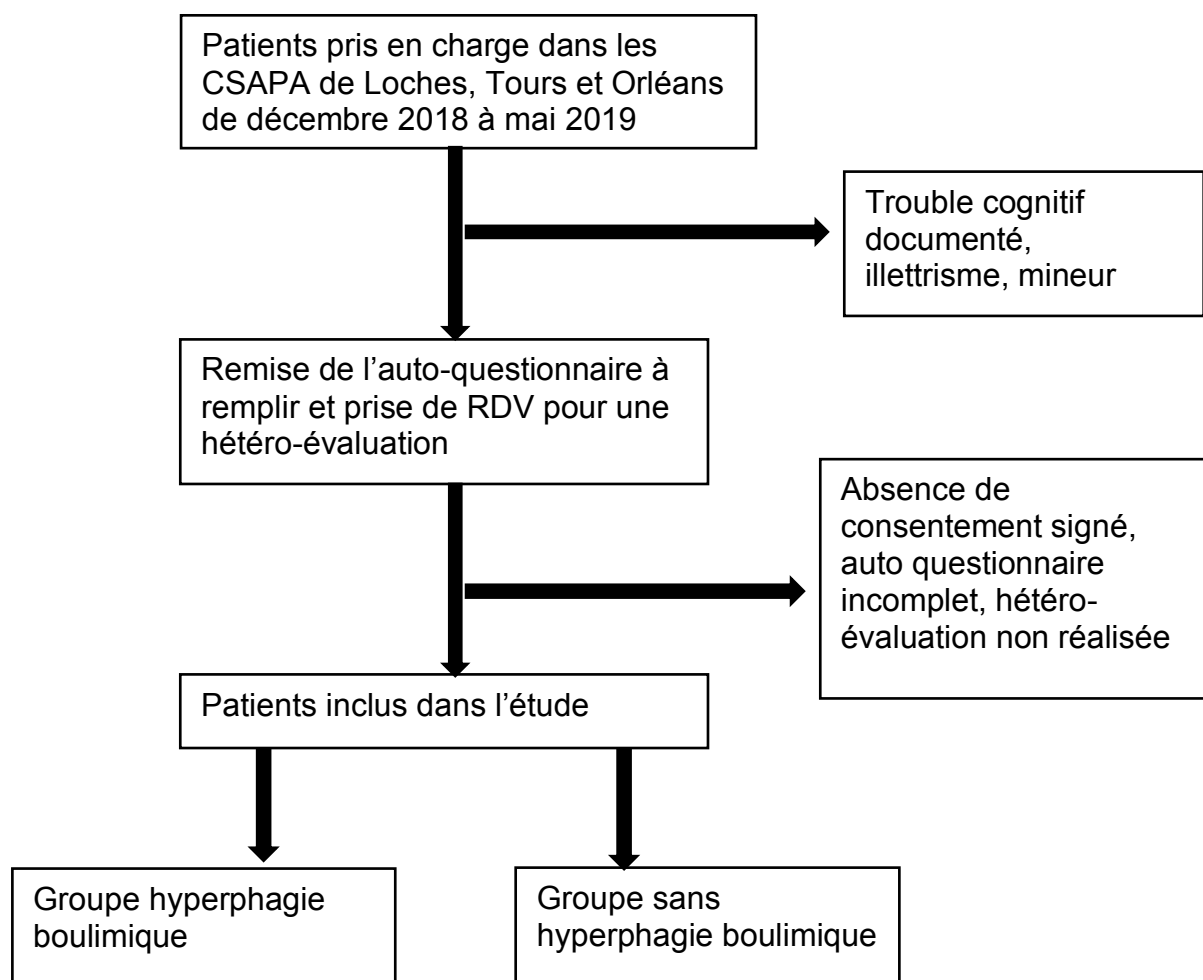 Patients pris en charge dans les
CSAPA de Loches, Tours et Orléans
de décembre 2018 à mai 2019
Trouble cognitif
documenté,
illettrisme, mineur
Remise de l’auto-questionnaire à
remplir et prise de RDV pour une
hétéro-évaluation
Absence de
consentement signé,
auto questionnaire
incomplet, hétéro-
évaluation non réalisée
Patients inclus dans l’étude
Groupe hyperphagie
boulimique
Groupe sans
hyperphagie boulimique